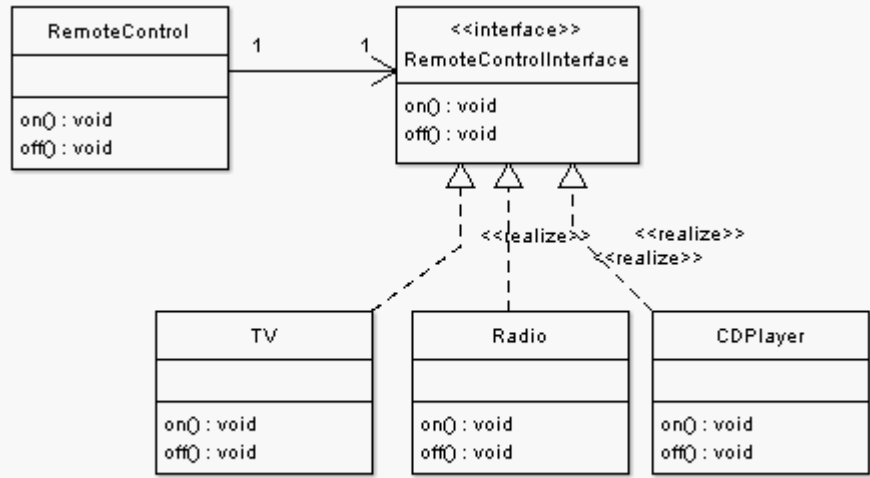 RemoteControl
on() : void
off() : void
1
1
<<interface>>
RemoteControlInterface
on() : void
off() : void
<<realize>>
<<realize>>
<<realize>>
TV
on() : void
off() : void
Radio
on() : void
off() : void
CDPlayer
on() : void
off() : void